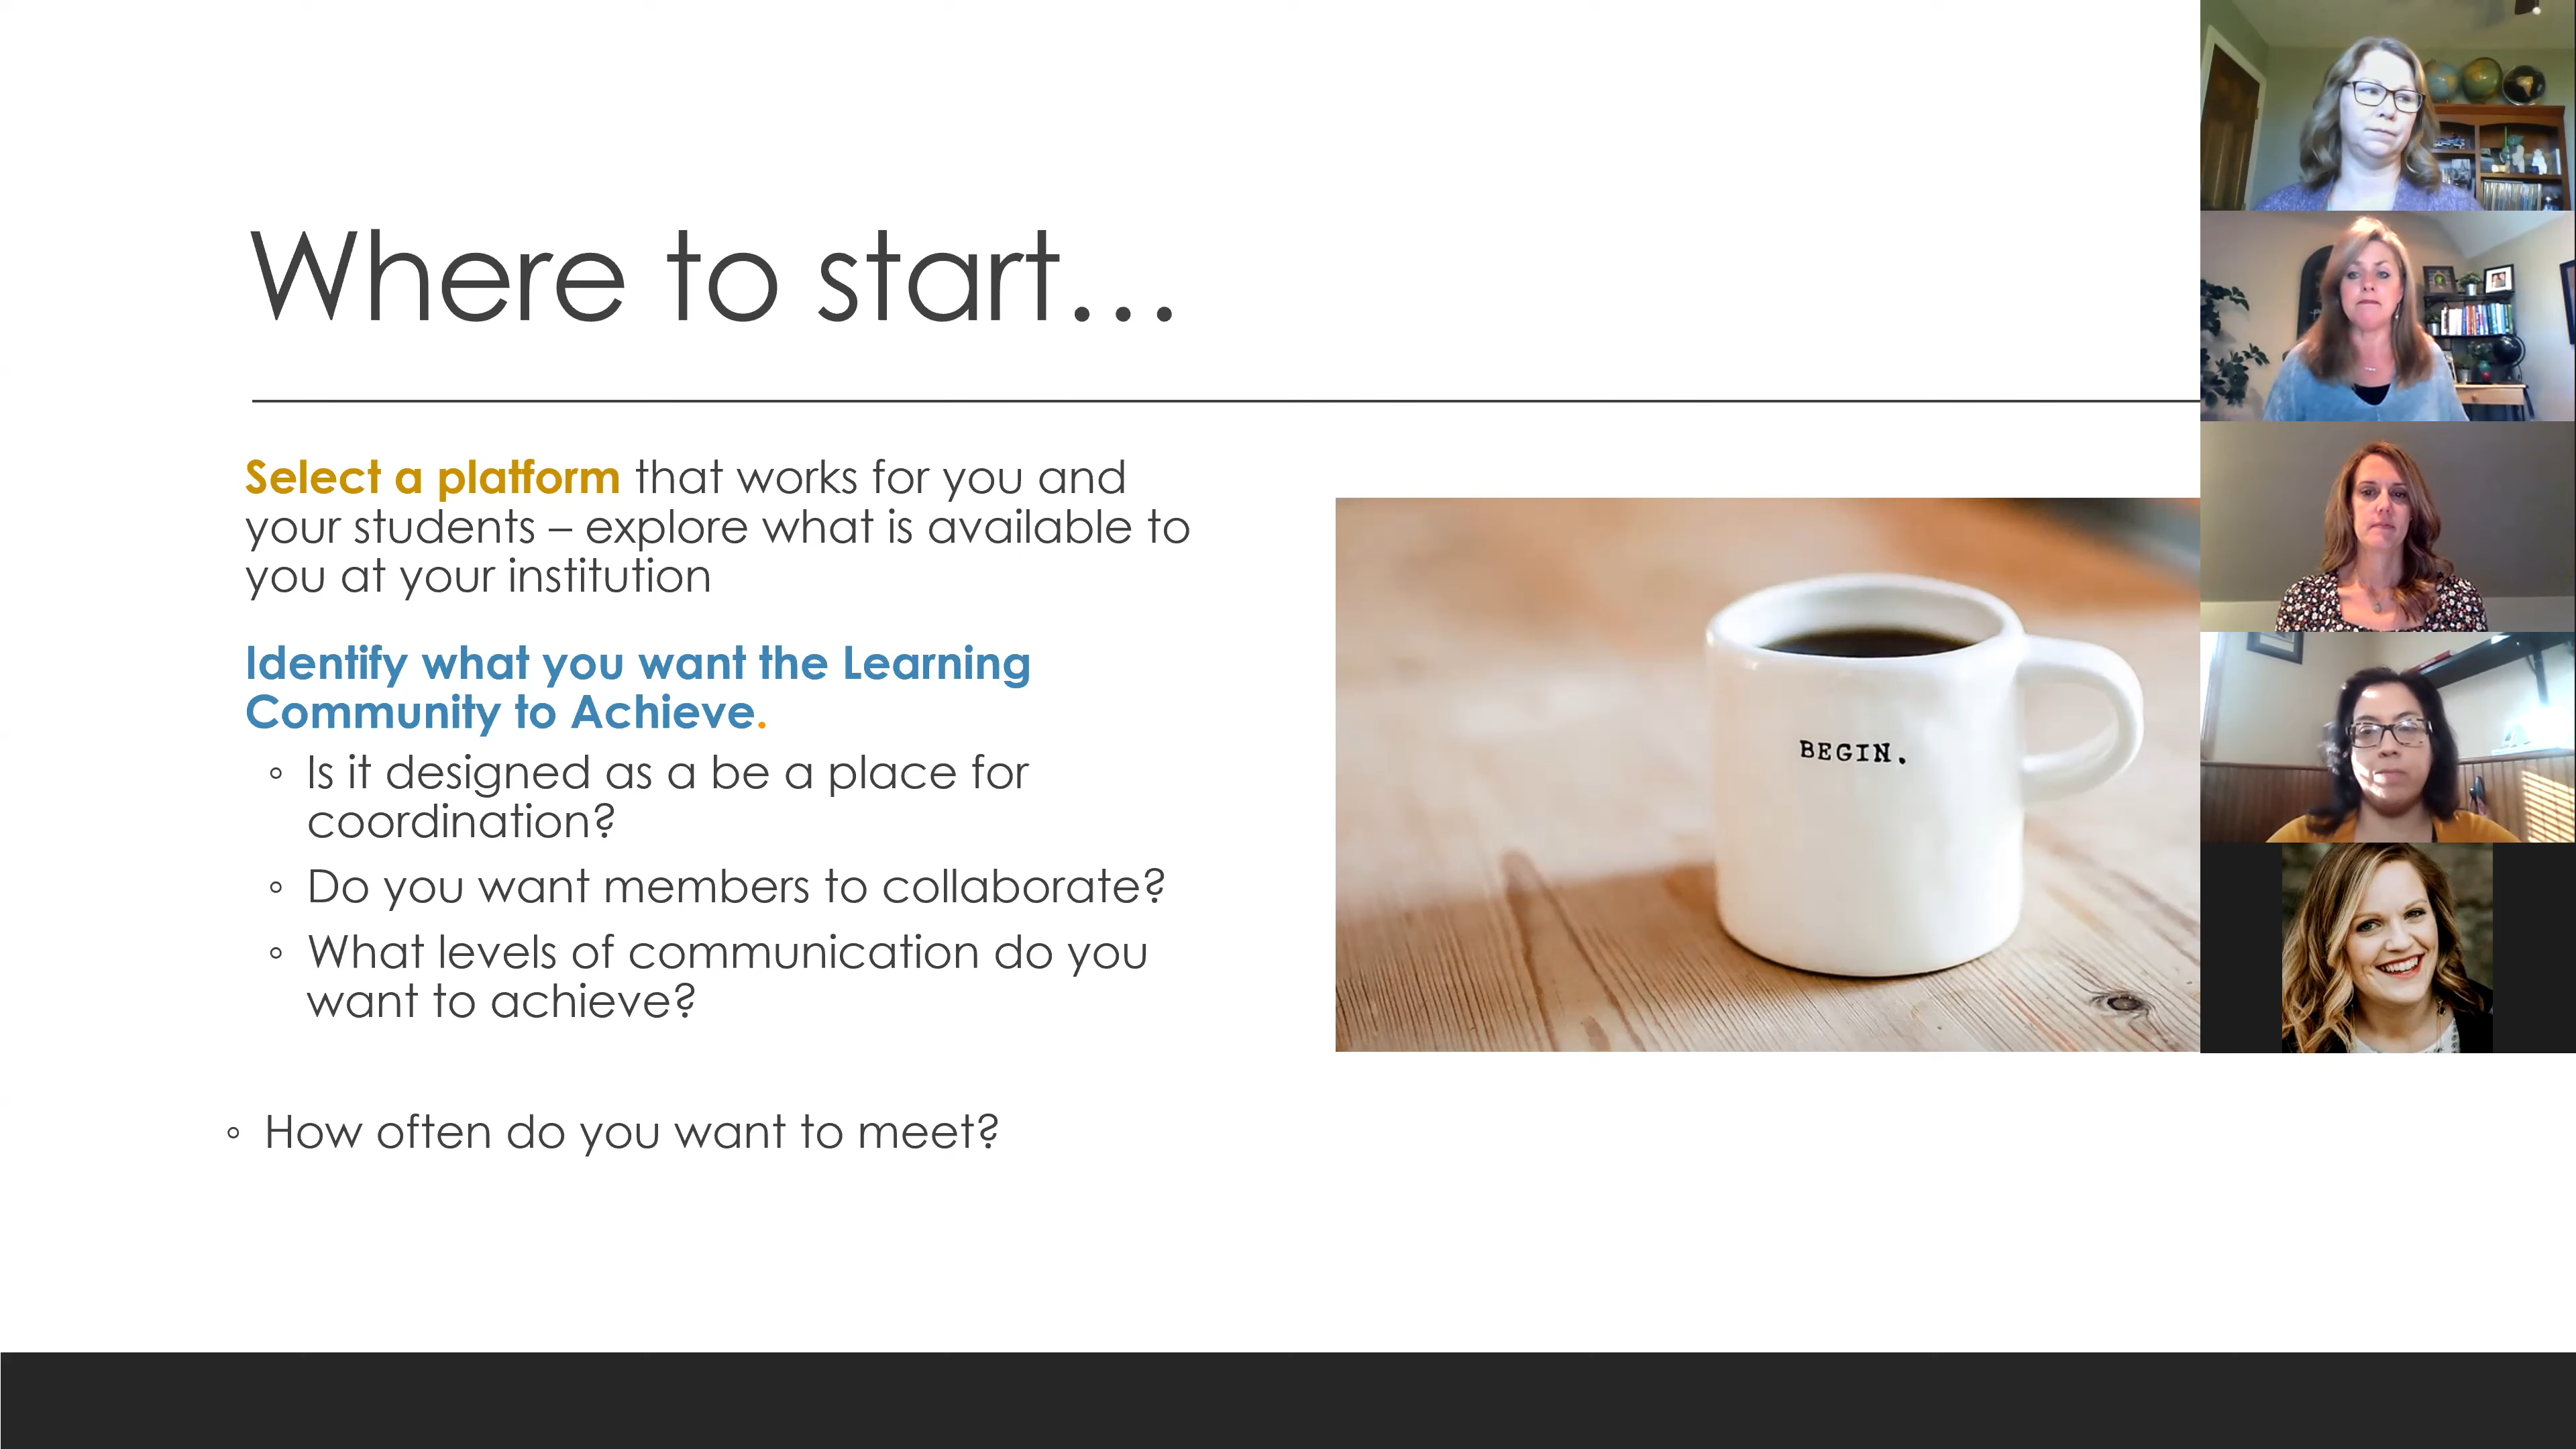 Where to start...
Select a platform that works for you and
your students – explore what is available to
you at your institution
Identify what you want the Learning
Community to Achieve.
◦ Is it designed as a be a place for
coordination?
◦ Do you want members to collaborate?
◦ What levels of communication do you
want to achieve?
◦ How often do you want to meet?
BEGIN.